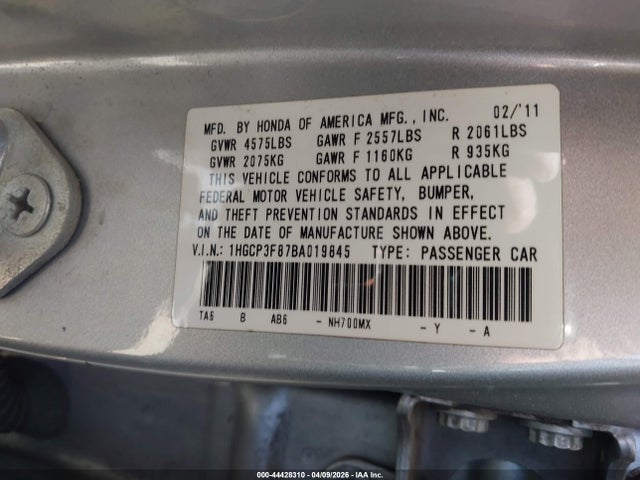 MFD. BY HONDA OF AMERICA MFG., INC. 02/'11
GVWR 4575LBS GAWR F 2557LBS R 2061LBS
GVWR 2075KG GAWR F 1160KG R 935KG
THIS VEHICLE CONFORMS TO ALL APPLICABLE
FEDERAL MOTOR VEHICLE SAFETY, BUMPER,
AND THEFT PREVENTION STANDARDS IN EFFECT
ON THE DATE OF MANUFACTURE SHOWN ABOVE.
V.I.N.: 1HGCP3F87BA019845 TYPE: PASSENGER CAR
TA6 B AB6 - NH700MX - Y - A
000-44428310 - 04/09/2026 - IAA Inc.